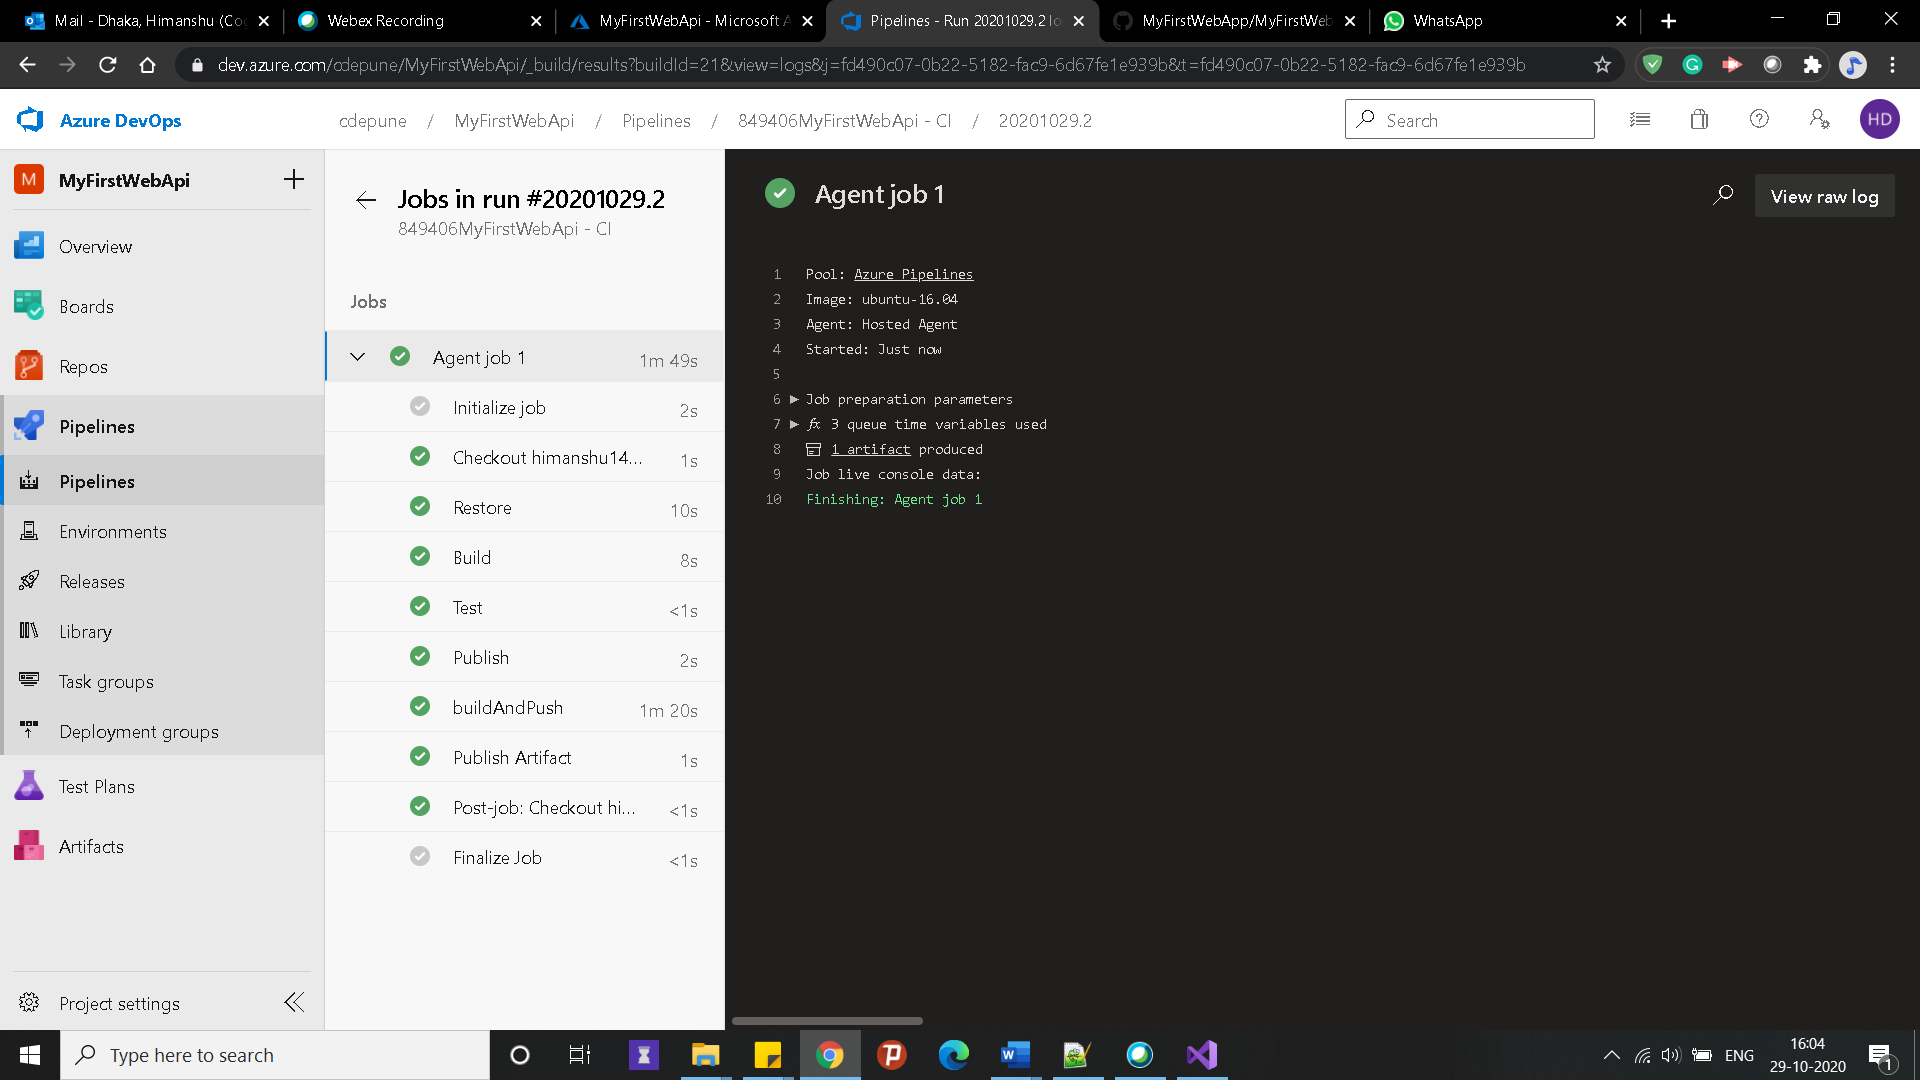 Mail - Dhaka, Himanshu (Co
Webex Recording
MyFirstWebApi - Microsoft A
Pipelines - Run 20201029.2 lo
MyFirstWebApp/MyFirstWeb
WhatsApp
dev.azure.com/cdepune/MyFirstWebApi/_build/results?buildId=21&view=logs&j=fd490c07-0b22-5182-fac9-6d67fe1e939b&t=fd490c07-0b22-5182-fac9-6d67fe1e939b
Azure DevOps
cdepune / MyFirstWebApi / Pipelines / 849406MyFirstWebApi - CI / 20201029.2
Search
HD
M
MyFirstWebApi
Overview
Boards
Repos
Pipelines
Pipelines
Environments
Releases
Library
Task groups
Deployment groups
Test Plans
Artifacts
Project settings
Jobs in run #20201029.2
849406MyFirstWebApi - CI
Jobs
Agent job 1 1m 49s
Initialize job 2s
Checkout himanshu14... 1s
Restore 10s
Build 8s
Test <1s
Publish 2s
buildAndPush 1m 20s
Publish Artifact 1s
Post-job: Checkout hi... <1s
Finalize Job <1s
Agent job 1
View raw log
1 Pool: Azure Pipelines
2 Image: ubuntu-16.04
3 Agent: Hosted Agent
4 Started: Just now
5
6 Job preparation parameters
7 fx 3 queue time variables used
8 1 artifact produced
9 Job live console data:
10 Finishing: Agent job 1
Type here to search
ENG
16:04
29-10-2020
1